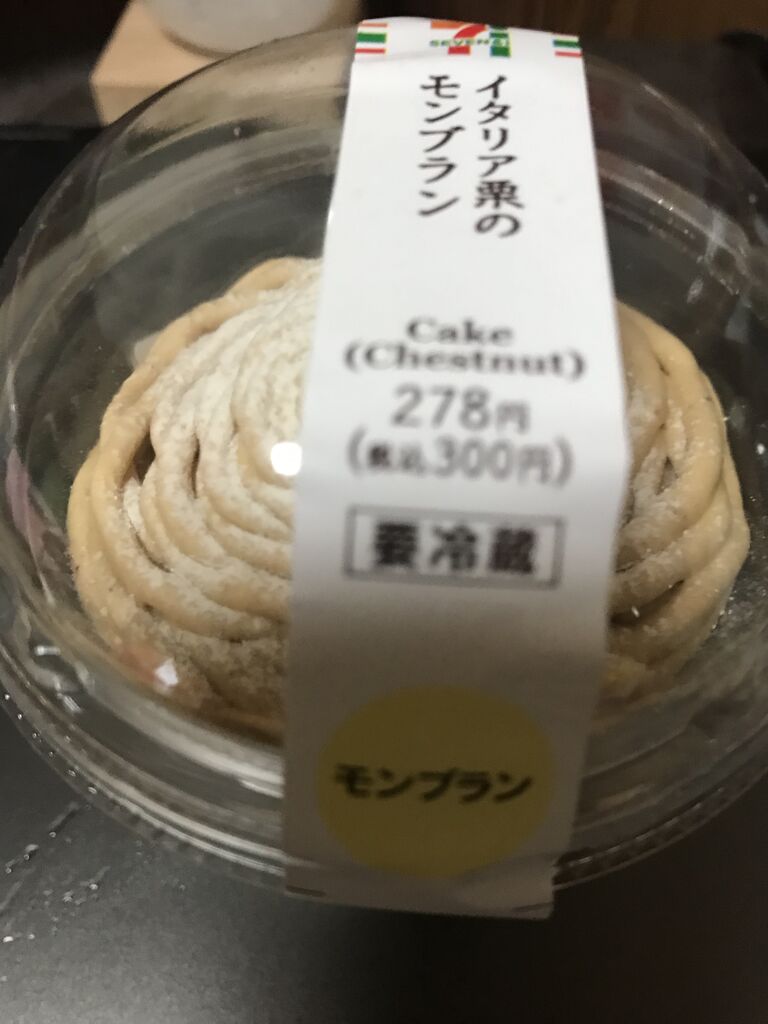 SEVEN&i
イタリア栗の
モンブラン
Cake
(Chestnut)
278円
(税込300円)
要冷蔵
モンブラン